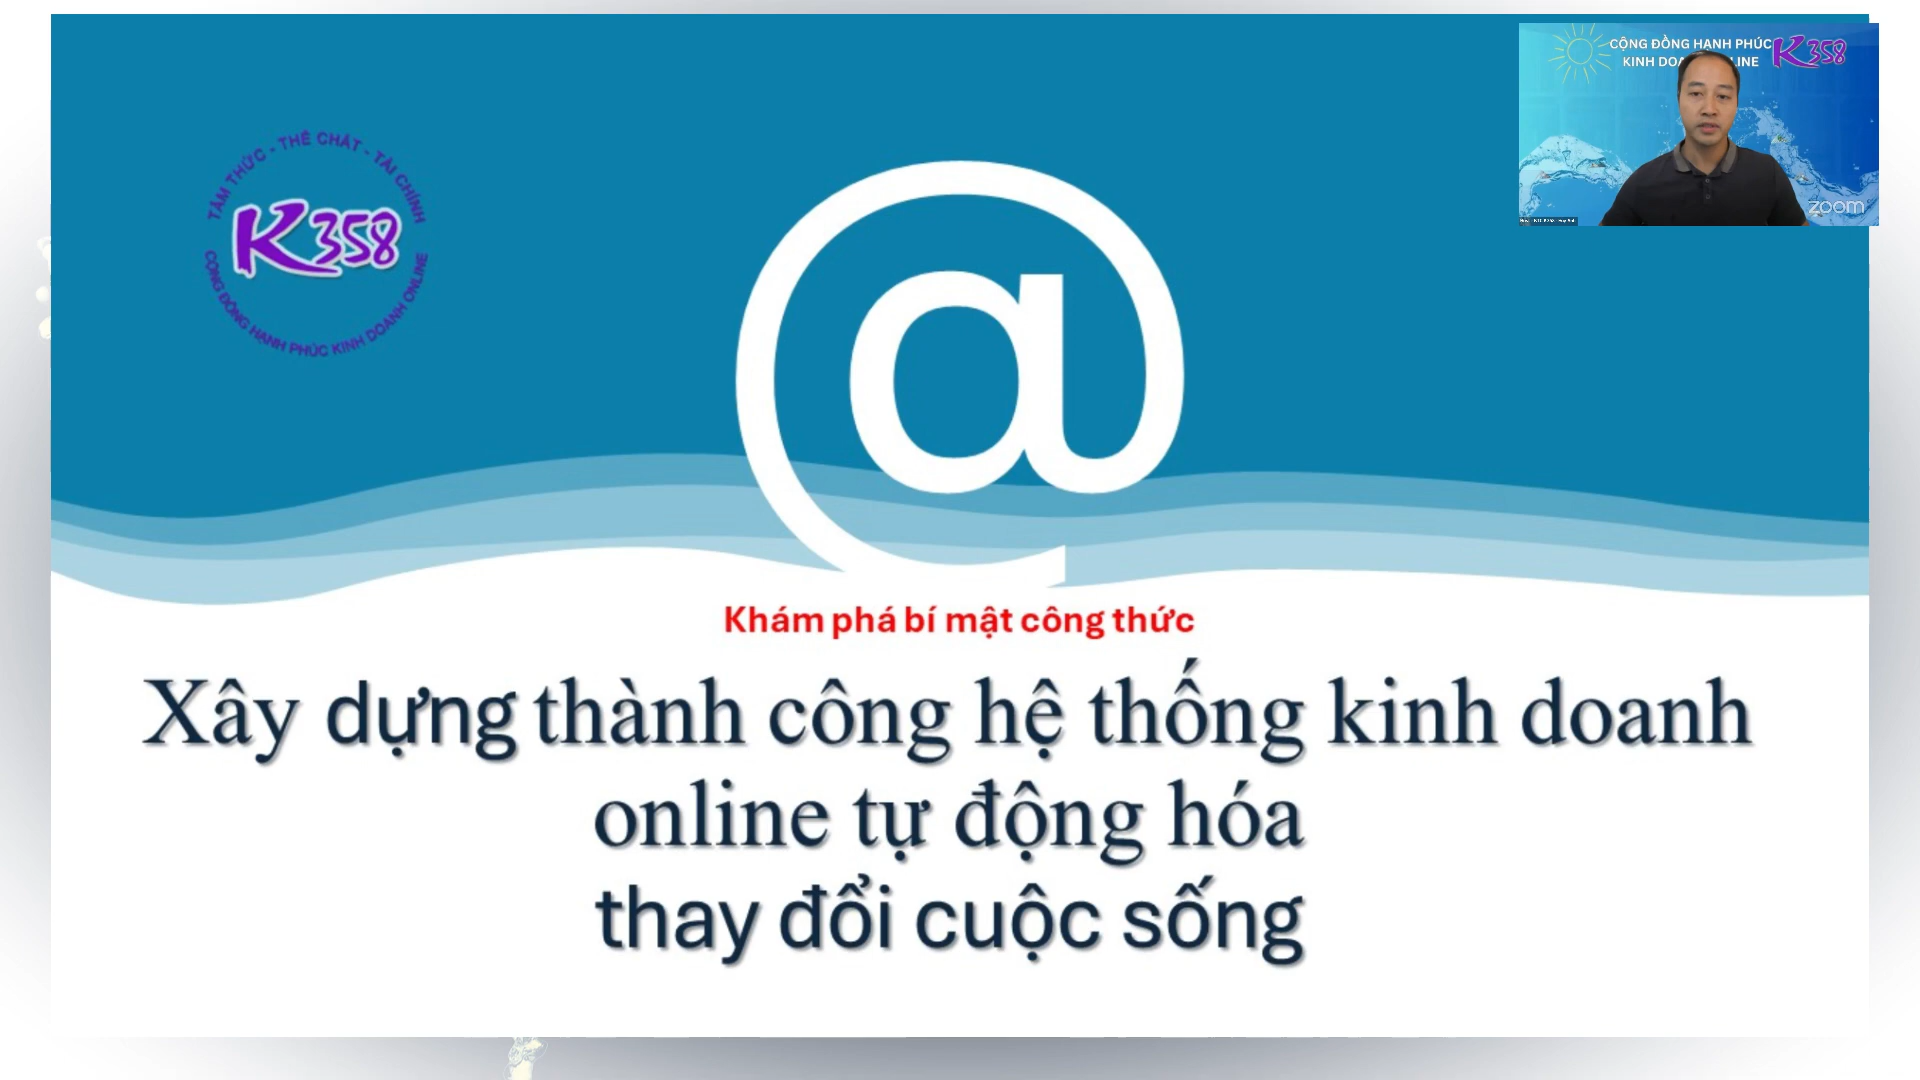 CỘNG ĐỒNG HẠNH PHÚC
KINH
K358
zoom
TÂM THỨC - THỂ CHẤT - TÀI CHÍNH
K358
CỘNG ĐỒNG HẠNH PHÚC KINH DOANH ONLINE
@
Khám phá bí mật công thức
Xây dựng thành công hệ thống kinh doanh
online tự động hóa
thay đổi cuộc sống